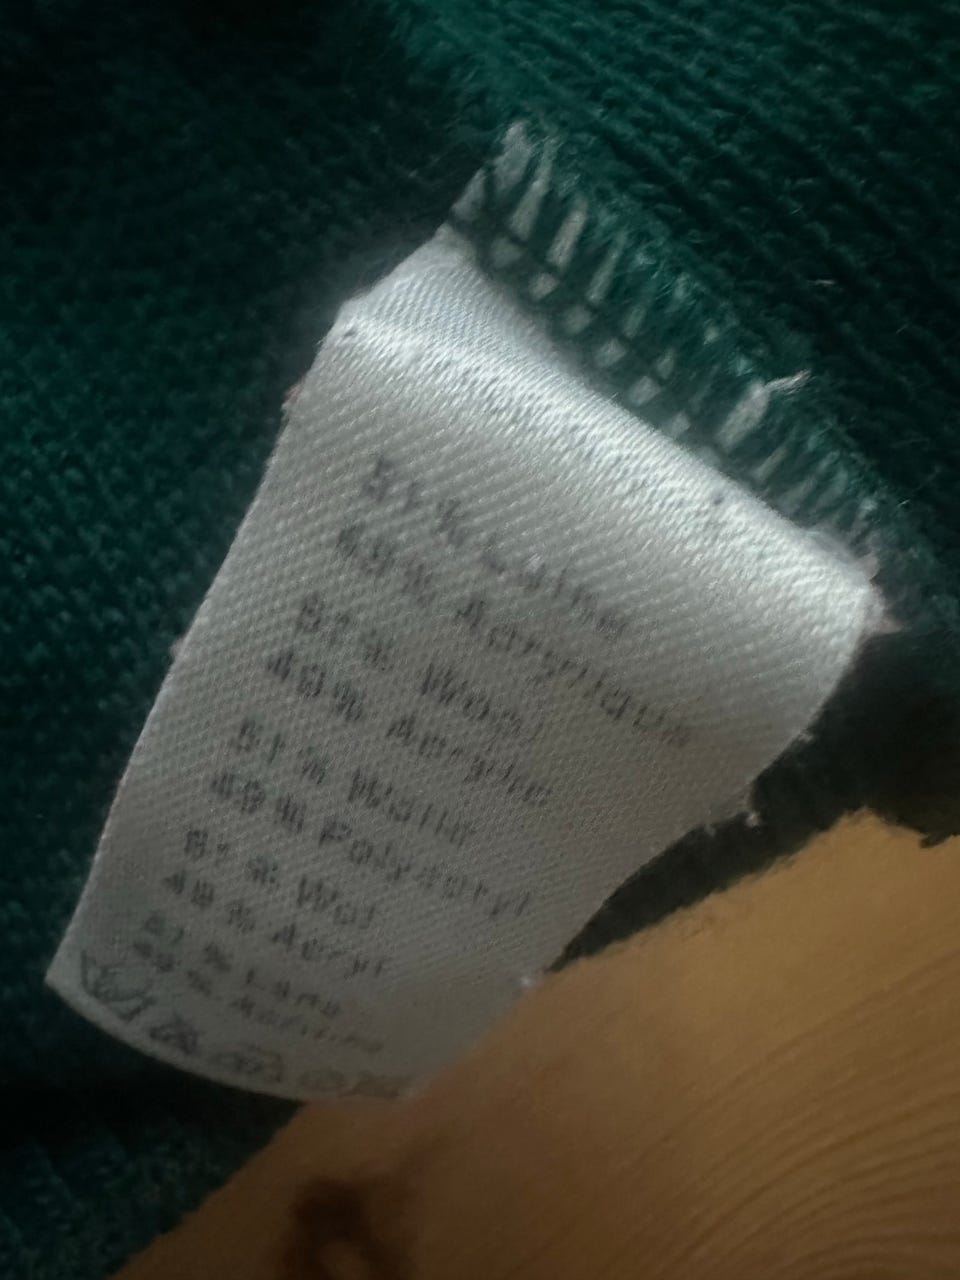 51% Laine
49% Acrylique
51% Wool
49% Acrylic
51% Wolle
49% Polyacryl
51% Wol
49% Acryl
51% Lana
49%